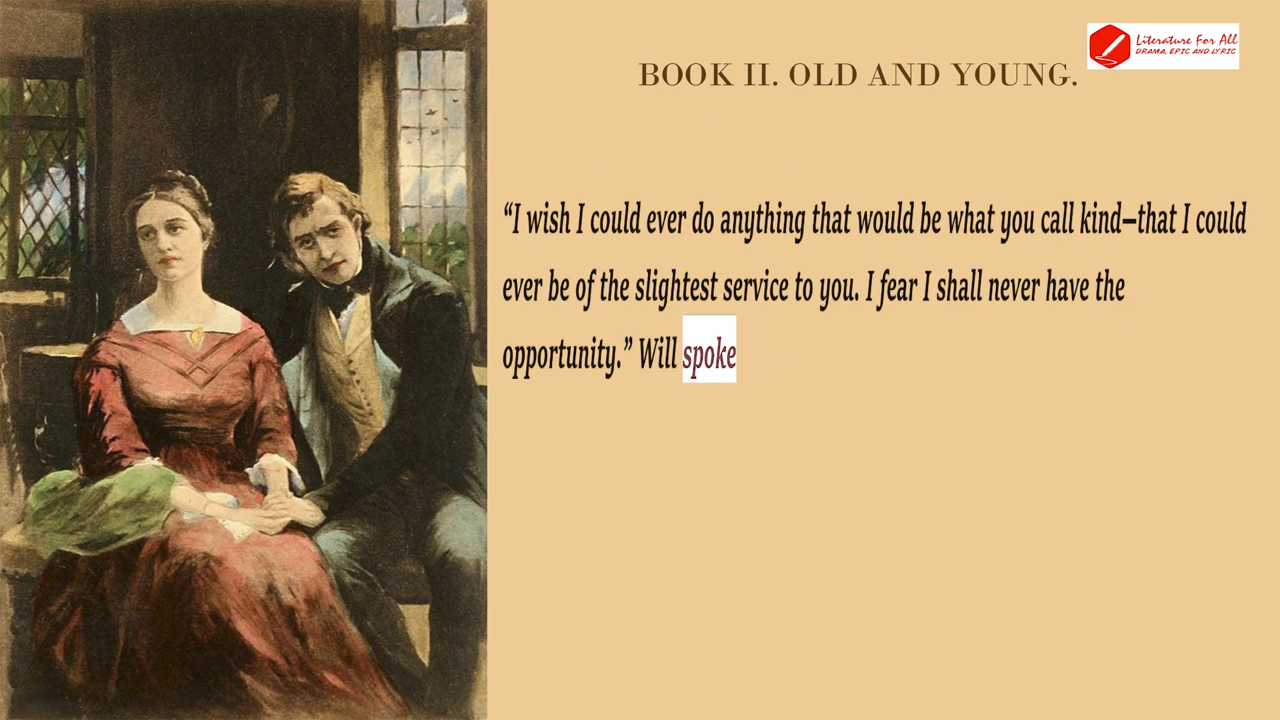 Literature For All
DRAMA, EPIC AND LYRIC
BOOK II. OLD AND YOUNG.
“I wish I could ever do anything that would be what you call kind—that I could
ever be of the slightest service to you. I fear I shall never have the
opportunity.” Will spoke